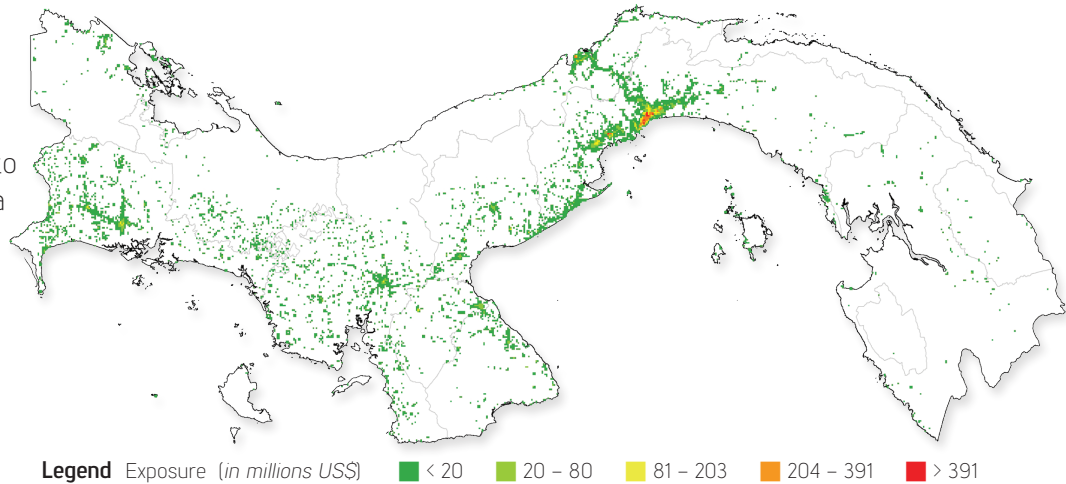 Legend Exposure (in millions US$) < 20 20 – 80 81 – 203 204 – 391 > 391